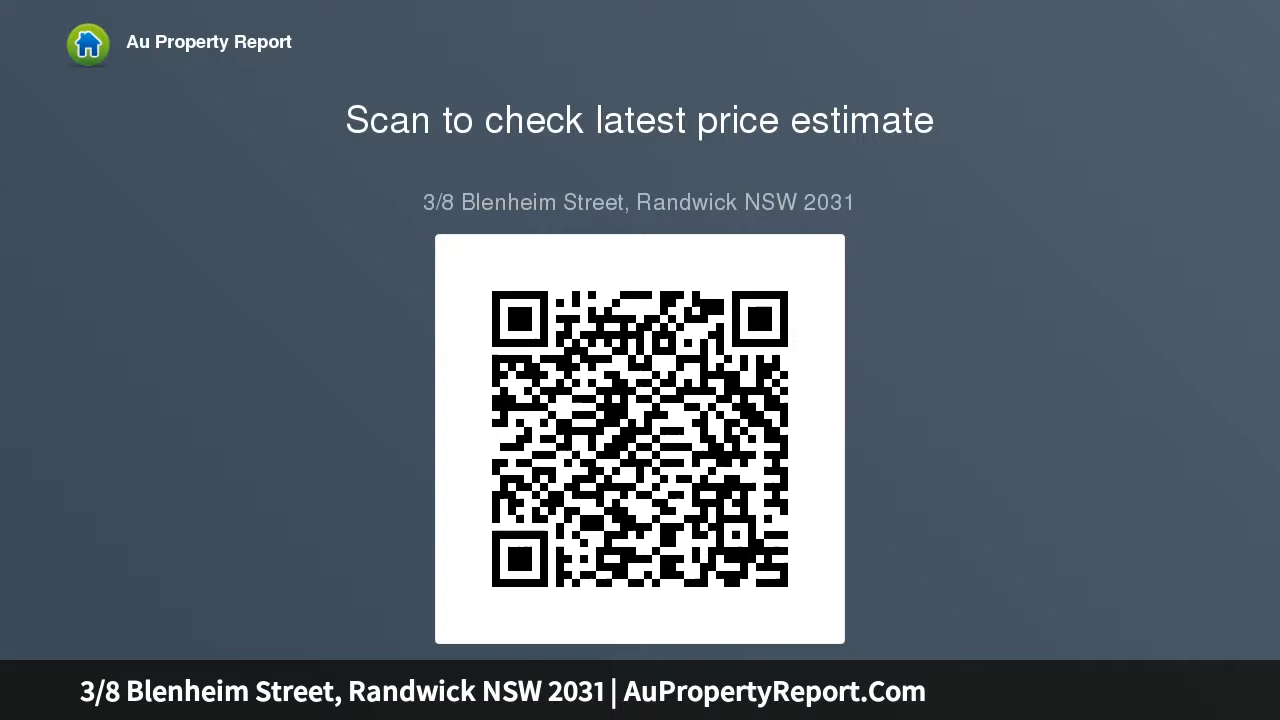 Au Property Report
Scan to check latest price estimate
3/8 Blenheim Street, Randwick NSW 2031
3/8 Blenheim Street, Randwick NSW 2031 | AuPropertyReport.Com